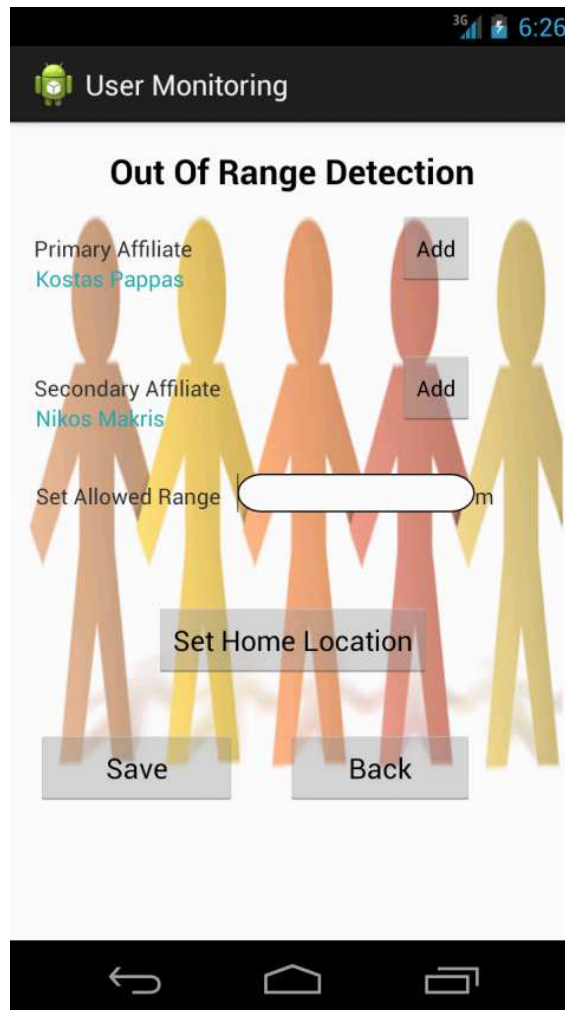 3G 6:26
User Monitoring
Out Of Range Detection
Primary Affiliate Add
Kostas Pappas
Secondary Affiliate Add
Nikos Makris
Set Allowed Range m
Set Home Location
Save Back